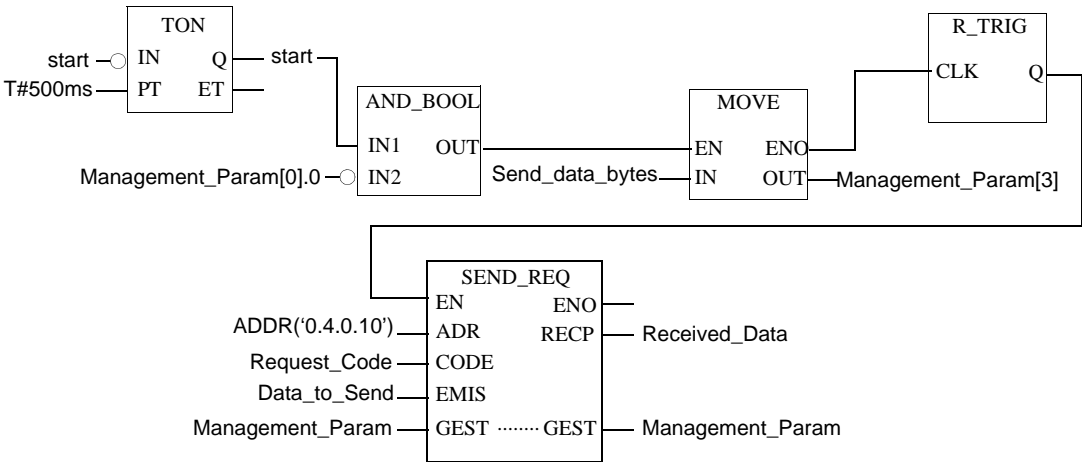 TON
start IN Q start
T#500ms PT ET
R_TRIG
CLK Q
AND_BOOL
IN1 OUT
Management_Param[0].0 IN2
MOVE
EN ENO
Send_data_bytes IN OUT Management_Param[3]
SEND_REQ
EN ENO
ADDR(‘0.4.0.10’) ADR RECP Received_Data
Request_Code CODE
Data_to_Send EMIS
Management_Param GEST ........ GEST Management_Param